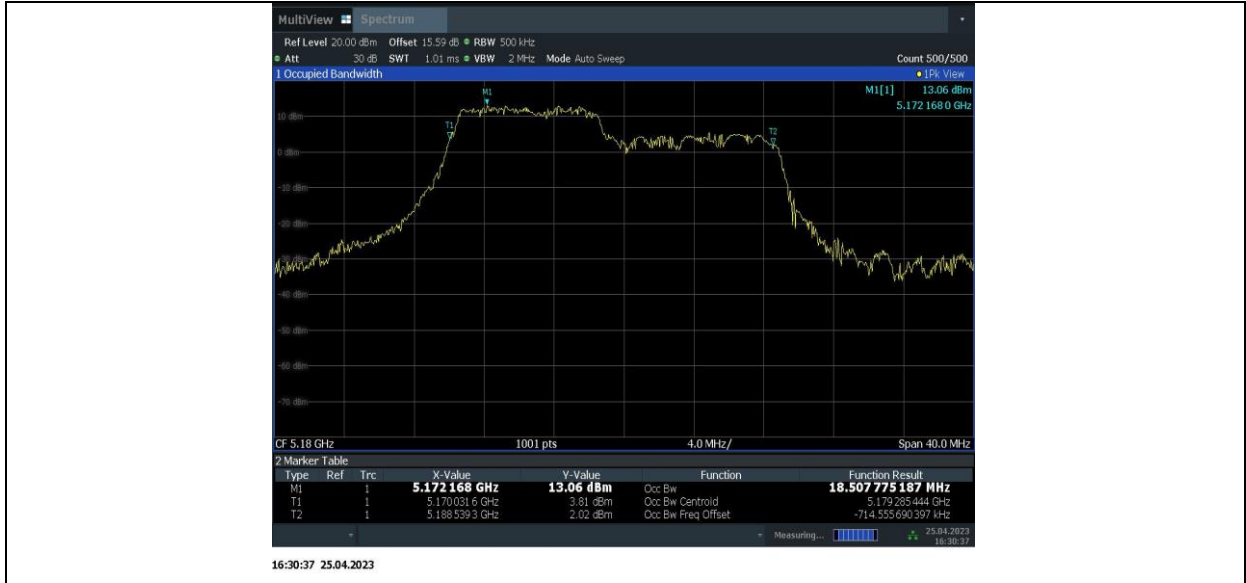 MultiView Spectrum
Ref Level 20.00 dBm Offset 15.59 dB RBW 500 kHz
Att 30 dB SWT 1.01 ms VBW 2 MHz Mode Auto Sweep Count 500/500
1 Occupied Bandwidth 1Pk View
M1[1] 13.06 dBm
5.172 168 0 GHz
M1
10 dBm
T1
T2
0 dBm
-10 dBm
-20 dBm
-30 dBm
-40 dBm
-50 dBm
-60 dBm
-70 dBm
CF 5.18 GHz 1001 pts 4.0 MHz/ Span 40.0 MHz
2 Marker Table
Type Ref Trc X-Value Y-Value Function Function Result
M1 1 5.172 168 GHz 13.06 dBm Occ Bw 18.507 775 187 MHz
T1 1 5.170 031 6 GHz 3.81 dBm Occ Bw Centroid 5.179 285 444 GHz
T2 1 5.188 539 3 GHz 2.02 dBm Occ Bw Freq Offset -714.555 690 397 kHz
Measuring... 25.04.2023
16:30:37
16:30:37 25.04.2023